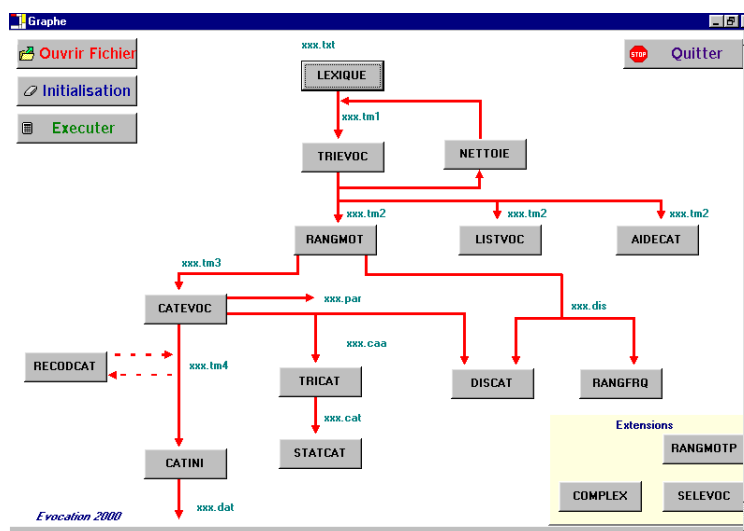 Graphe
xxx.txt
Ouvrir Fichier
LEXIQUE
STOP
Quitter
Initialisation
xxx.tm1
Executer
TRIEVOC
NETTOIE
xxx.tm2
xxx.tm2
xxx.tm2
RANGMOT
LISTVOC
AIDECAT
xxx.tm3
CATEVOC
xxx.par
xxx.dis
xxx.caa
RECODCAT
xxx.tm4
TRICAT
DISCAT
RANGFRQ
xxx.cat
Extensions
RANGMOTP
STATCAT
CATINI
COMPLEX
SELEVOC
xxx.dat
Evocation 2000